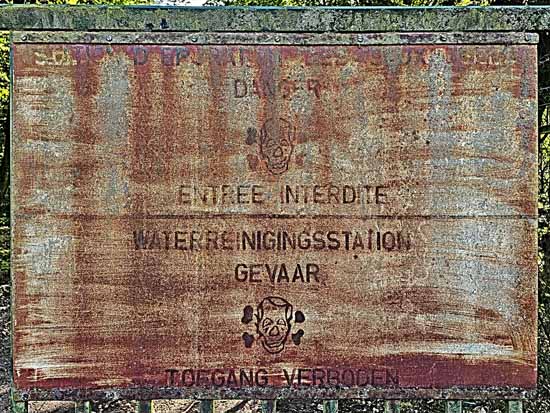 DANGER
ENTREE INTERDITE
WATERREINIGINGSSTATION
GEVAAR
TOEGANG VERBODEN